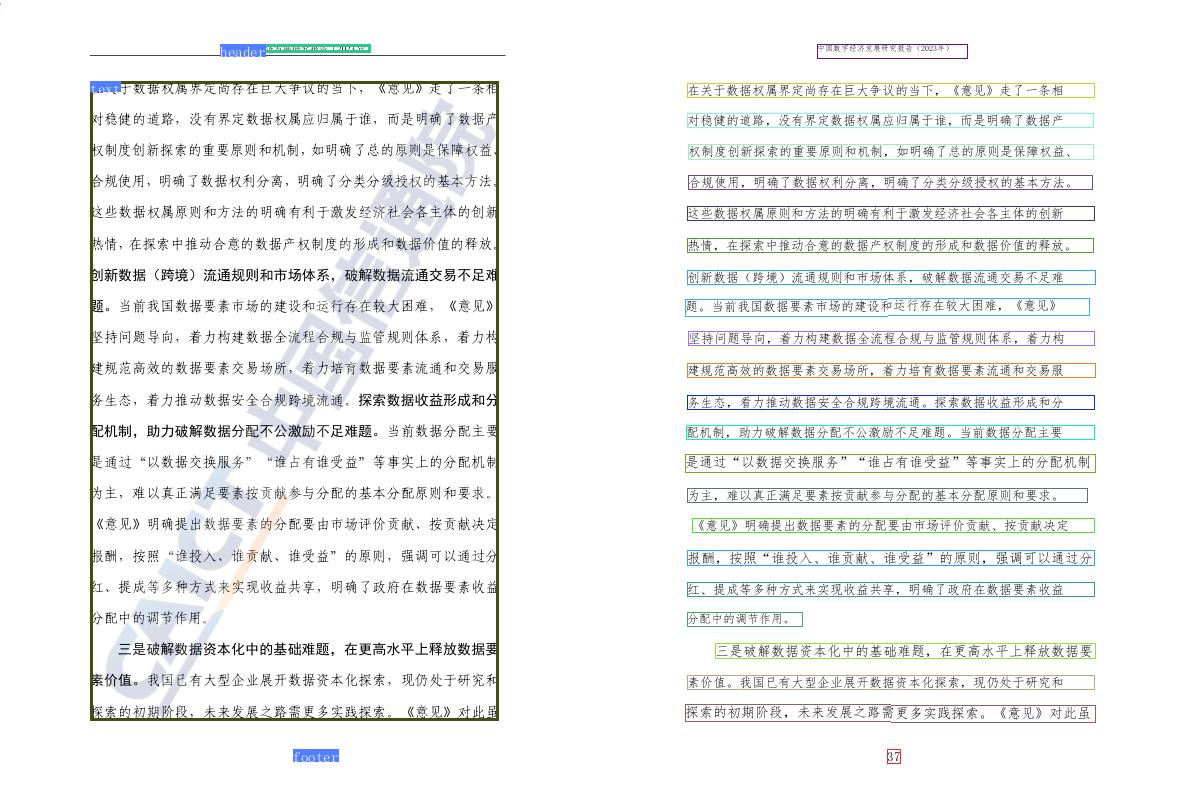 header
text
于数据权属界定尚存在巨大争议的当下，《意见》走了一条相
对稳健的道路，没有界定数据权属应归属于谁，而是明确了数据产
权制度创新探索的重要原则和机制，如明确了总的原则是保障权益、
合规使用，明确了数据权利分离，明确了分类分级授权的基本方法。
这些数据权属原则和方法的明确有利于激发经济社会各主体的创新
热情，在探索中推动合意的数据产权制度的形成和数据价值的释放。
创新数据（跨境）流通规则和市场体系，破解数据流通交易不足难
题。当前我国数据要素市场的建设和运行存在较大困难，《意见》
坚持问题导向，着力构建数据全流程合规与监管规则体系，着力构
建规范高效的数据要素交易场所，着力培育数据要素流通和交易服
务生态，着力推动数据安全合规跨境流通。探索数据收益形成和分
配机制，助力破解数据分配不公激励不足难题。当前数据分配主要
是通过“以数据交换服务”“谁占有谁受益”等事实上的分配机制
为主，难以真正满足要素按贡献参与分配的基本分配原则和要求。
《意见》明确提出数据要素的分配要由市场评价贡献、按贡献决定
报酬，按照“谁投入、谁贡献、谁受益”的原则，强调可以通过分
红、提成等多种方式来实现收益共享，明确了政府在数据要素收益
分配中的调节作用。
三是破解数据资本化中的基础难题，在更高水平上释放数据要
素价值。我国已有大型企业展开数据资本化探索，现仍处于研究和
探索的初期阶段，未来发展之路需更多实践探索。《意见》对此虽
footer
CAICT 中国信通院
中国数字经济发展研究报告（2023年）
在关于数据权属界定尚存在巨大争议的当下，《意见》走了一条相
对稳健的道路，没有界定数据权属应归属于谁，而是明确了数据产
权制度创新探索的重要原则和机制，如明确了总的原则是保障权益、
合规使用，明确了数据权利分离，明确了分类分级授权的基本方法。
这些数据权属原则和方法的明确有利于激发经济社会各主体的创新
热情，在探索中推动合意的数据产权制度的形成和数据价值的释放。
创新数据（跨境）流通规则和市场体系，破解数据流通交易不足难
题。当前我国数据要素市场的建设和运行存在较大困难，《意见》
坚持问题导向，着力构建数据全流程合规与监管规则体系，着力构
建规范高效的数据要素交易场所，着力培育数据要素流通和交易服
务生态，看力推动数据安全合规跨境流通。探索数据收益形成和分
配机制，助力破解数据分配不公激励不足难题。当前数据分配主要
是通过“以数据交换服务”“谁占有谁受益”等事实上的分配机制
为主，难以真正满足要素按贡献参与分配的基本分配原则和要求。
《意见》明确提出数据要素的分配要由市场评价贡献、按贡献决定
报酬，按照“谁投入、谁贡献、谁受益”的原则，强调可以通过分
红、提成等多种方式来实现收益共享，明确了政府在数据要素收益
分配中的调节作用。
三是破解数据资本化中的基础难题，在更高水平上释放数据要
素价值。我国已有大型企业展开数据资本化探索，现仍处于研究和
探索的初期阶段，未来发展之路需更多实践探索。《意见》对此虽
37